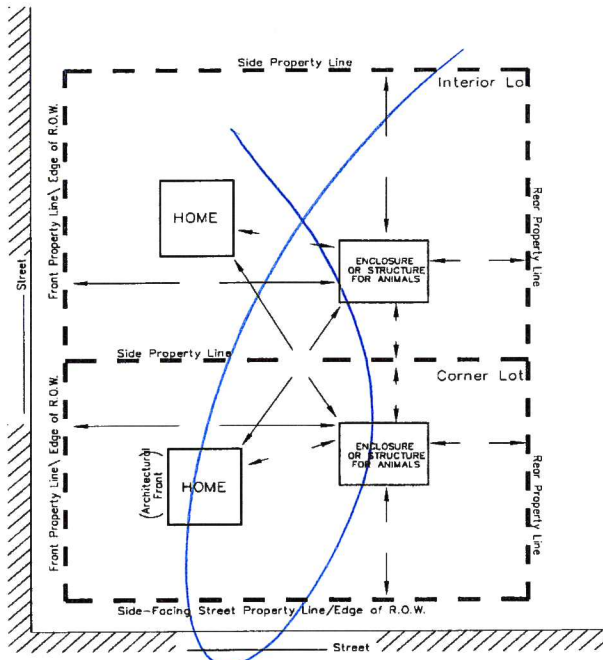 Side Property Line
Interior Lo
Front Property Line\ Edge of R.O.W.
HOME
ENCLOSURE
OR STRUCTURE
FOR ANIMALS
Rear Property Line
Street
Side Property Line
Corner Lot
Front Property Line\ Edge of R.O.W.
(Architectural
Front)
HOME
ENCLOSURE
OR STRUCTURE
FOR ANIMALS
Rear Property Line
Side-Facing Street Property Line/Edge of R.O.W.
Street